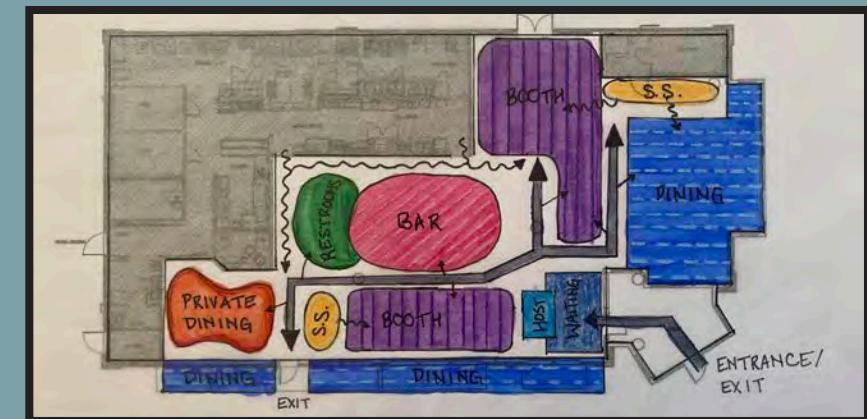 BOOTH
S.S.
DINING
RESTROOMS
BAR
PRIVATE
DINING
S.S.
BOOTH
HOST
WAITING
ENTRANCE/
EXIT
DINING
DINING
EXIT